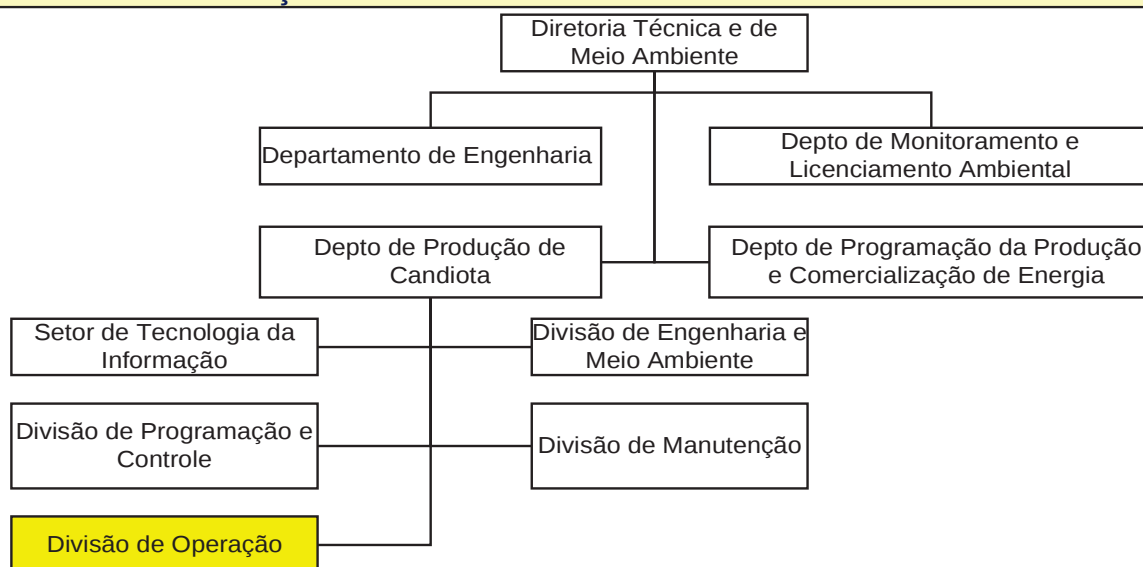 Diretoria Técnica e de
Meio Ambiente
Departamento de Engenharia
Depto de Monitoramento e
Licenciamento Ambiental
Depto de Produção de
Candiota
Depto de Programação da Produção
e Comercialização de Energia
Setor de Tecnologia da
Informação
Divisão de Engenharia e
Meio Ambiente
Divisão de Programação e
Controle
Divisão de Manutenção
Divisão de Operação